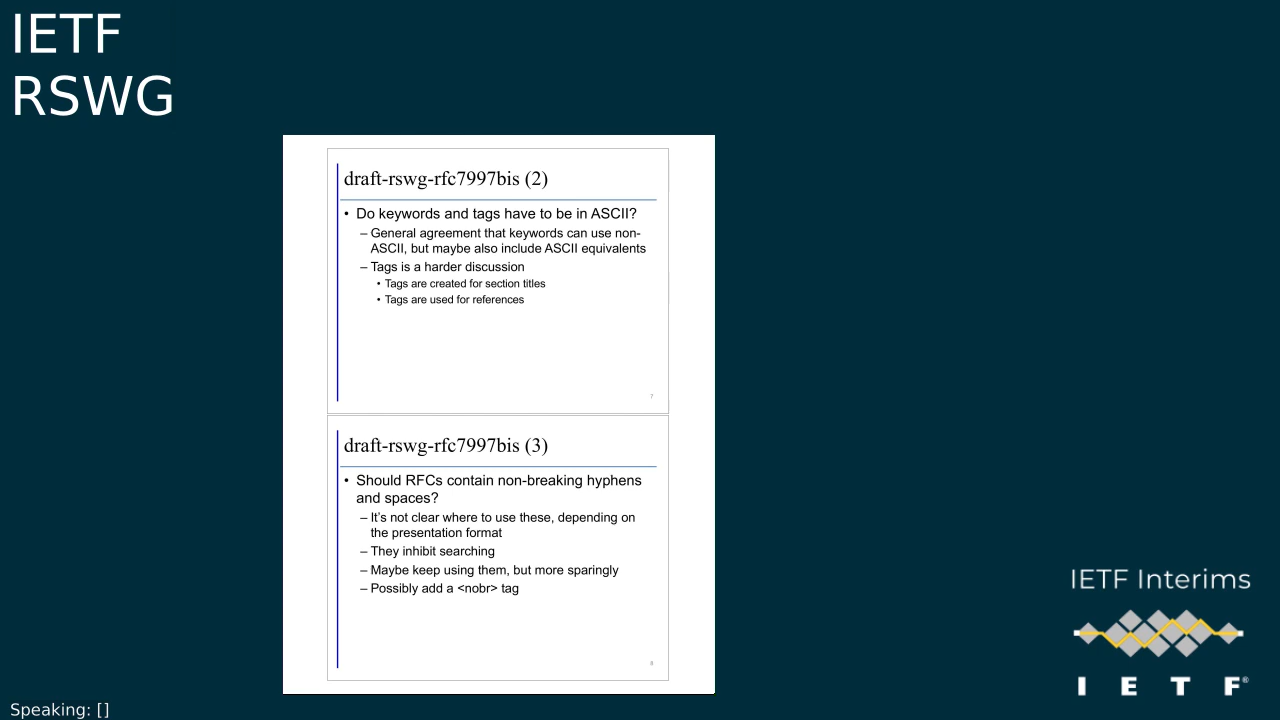 IETF
RSWG
draft-rswg-rfc7997bis (2)
• Do keywords and tags have to be in ASCII?
– General agreement that keywords can use non-
ASCII, but maybe also include ASCII equivalents
– Tags is a harder discussion
• Tags are created for section titles
• Tags are used for references
7
draft-rswg-rfc7997bis (3)
• Should RFCs contain non-breaking hyphens
and spaces?
– It's not clear where to use these, depending on
the presentation format
– They inhibit searching
– Maybe keep using them, but more sparingly
– Possibly add a <nobr> tag
8
IETF Interims
I E T F®
Speaking: []